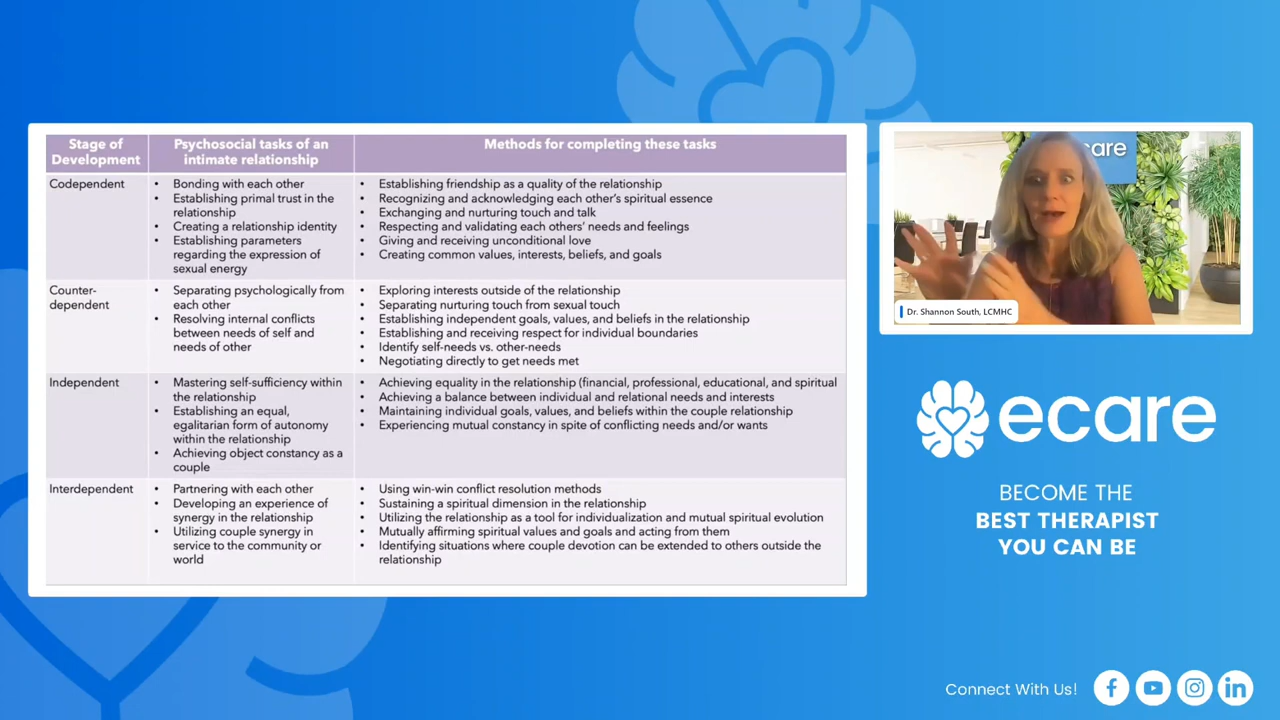 Stage of
Development
Psychosocial tasks of an
intimate relationship
Methods for completing these tasks
Codependent
• Bonding with each other
• Establishing primal trust in the
relationship
• Creating a relationship identity
• Establishing parameters
regarding the expression of
sexual energy
• Establishing friendship as a quality of the relationship
• Recognizing and acknowledging each other's spiritual essence
• Exchanging and nurturing touch and talk
• Respecting and validating each others' needs and feelings
• Giving and receiving unconditional love
• Creating common values, interests, beliefs, and goals
Counter-
dependent
• Separating psychologically from
each other
• Resolving internal conflicts
between needs of self and
needs of other
• Exploring interests outside of the relationship
• Separating nurturing touch from sexual touch
• Establishing independent goals, values, and beliefs in the relationship
• Establishing and receiving respect for individual boundaries
• Identify self-needs vs. other-needs
• Negotiating directly to get needs met
Independent
• Mastering self-sufficiency within
the relationship
• Establishing an equal,
egalitarian form of autonomy
within the relationship
• Achieving object constancy as a
couple
• Achieving equality in the relationship (financial, professional, educational, and spiritual
• Achieving a balance between individual and relational needs and interests
• Maintaining individual goals, values, and beliefs within the couple relationship
• Experiencing mutual constancy in spite of conflicting needs and/or wants
Interdependent
• Partnering with each other
• Developing an experience of
synergy in the relationship
• Utilizing couple synergy in
service to the community or
world
• Using win-win conflict resolution methods
• Sustaining a spiritual dimension in the relationship
• Utilizing the relationship as a tool for individualization and mutual spiritual evolution
• Mutually affirming spiritual values and goals and acting from them
• Identifying situations where couple devotion can be extended to others outside the
relationship
care
Dr. Shannon South, LCMHC
ecare
BECOME THE
BEST THERAPIST
YOU CAN BE
Connect With Us!